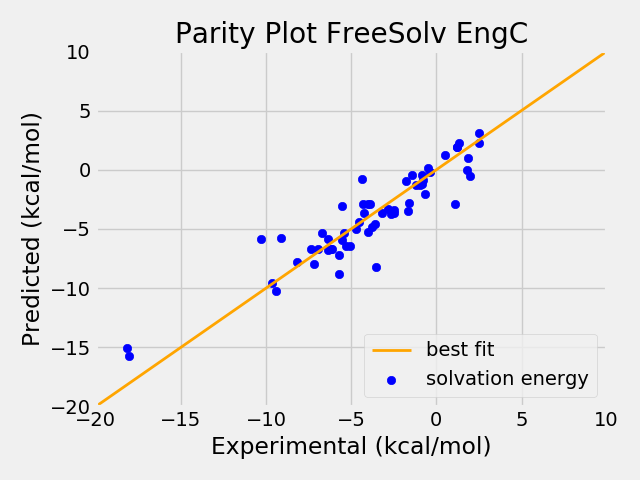 Parity Plot FreeSolv EngC
Predicted (kcal/mol)
10
5
0
−5
−10
−15
−20
best fit
solvation energy
−20 −15 −10 −5 0 5 10
Experimental (kcal/mol)